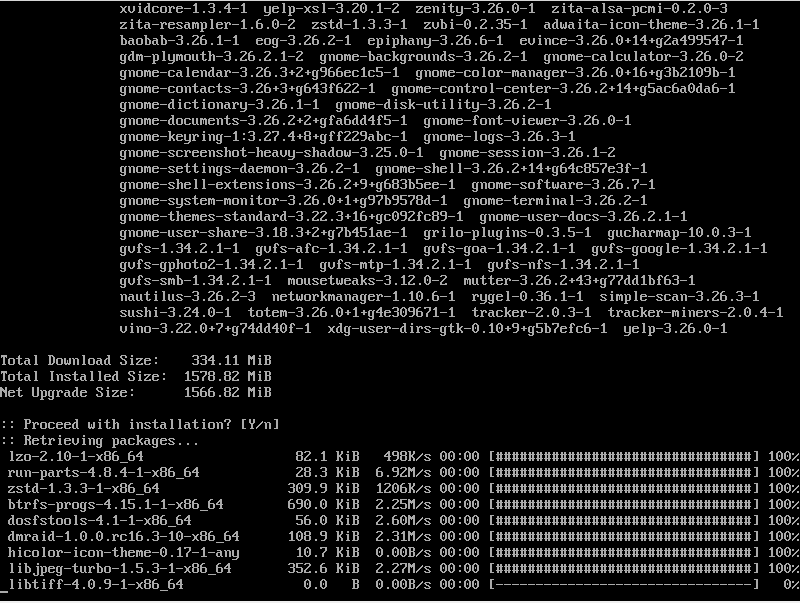 xvidcore-1.3.4-1  yelp-xsl-3.20.1-2  zenity-3.26.0-1  zita-alsa-pcmi-0.2.0-3
zita-resampler-1.6.0-2  zstd-1.3.3-1  zvbi-0.2.35-1  adwaita-icon-theme-3.26.1-1
baobab-3.26.1-1  eog-3.26.2-1  epiphany-3.26.6-1  evince-3.26.0+14+g2a499547-1
gdm-plymouth-3.26.2.1-2  gnome-backgrounds-3.26.2-1  gnome-calculator-3.26.0-2
gnome-calendar-3.26.3+2+g966ec1c5-1  gnome-color-manager-3.26.0+16+g3b2109b-1
gnome-contacts-3.26+3+g643f622-1  gnome-control-center-3.26.2+14+g5ac6a0da6-1
gnome-dictionary-3.26.1-1  gnome-disk-utility-3.26.2-1
gnome-documents-3.26.2+2+gfa6dd4f5-1  gnome-font-viewer-3.26.0-1
gnome-keyring-1:3.27.4+8+gff229abc-1  gnome-logs-3.26.3-1
gnome-screenshot-heavy-shadow-3.25.0-1  gnome-session-3.26.1-2
gnome-settings-daemon-3.26.2-1  gnome-shell-3.26.2+14+g64c857e3f-1
gnome-shell-extensions-3.26.2+9+g683b5ee-1  gnome-software-3.26.7-1
gnome-system-monitor-3.26.0+1+g97b9578d-1  gnome-terminal-3.26.2-1
gnome-themes-standard-3.22.3+16+gc092fc89-1  gnome-user-docs-3.26.2.1-1
gnome-user-share-3.18.3+2+g7b451ae-1  grilo-plugins-0.3.5-1  gucharmap-10.0.3-1
gvfs-1.34.2.1-1  gvfs-afc-1.34.2.1-1  gvfs-goa-1.34.2.1-1  gvfs-google-1.34.2.1-1
gvfs-gphoto2-1.34.2.1-1  gvfs-mtp-1.34.2.1-1  gvfs-nfs-1.34.2.1-1
gvfs-smb-1.34.2.1-1  mousetweaks-3.12.0-2  mutter-3.26.2+43+g77dd1bf63-1
nautilus-3.26.2-3  networkmanager-1.10.6-1  rygel-0.36.1-1  simple-scan-3.26.3-1
sushi-3.24.0-1  totem-3.26.0+1+g4e309671-1  tracker-2.0.3-1  tracker-miners-2.0.4-1
vino-3.22.0+7+g74dd40f-1  xdg-user-dirs-gtk-0.10+9+g5b7efc6-1  yelp-3.26.0-1
Total Download Size:    334.11 MiB
Total Installed Size:  1578.82 MiB
Net Upgrade Size:      1566.82 MiB
:: Proceed with installation? [Y/n]
:: Retrieving packages...
lzo-2.10-1-x86_64  82.1 KiB  498K/s 00:00 [################################] 100%
run-parts-4.8.4-1-x86_64  28.3 KiB  6.92M/s 00:00 [################################] 100%
zstd-1.3.3-1-x86_64  309.9 KiB  1206K/s 00:00 [################################] 100%
btrfs-progs-4.15.1-1-x86_64  690.0 KiB  2.25M/s 00:00 [################################] 100%
dosfstools-4.1-1-x86_64  56.0 KiB  2.60M/s 00:00 [################################] 100%
dmraid-1.0.0.rc16.3-10-x86_64  108.9 KiB  2.31M/s 00:00 [################################] 100%
hicolor-icon-theme-0.17-1-any  10.7 KiB  0.00B/s 00:00 [################################] 100%
libjpeg-turbo-1.5.3-1-x86_64  352.6 KiB  2.27M/s 00:00 [################################] 100%
_libtiff-4.0.9-1-x86_64  0.0   B  0.00B/s 00:00 [--------------------------------] 0%